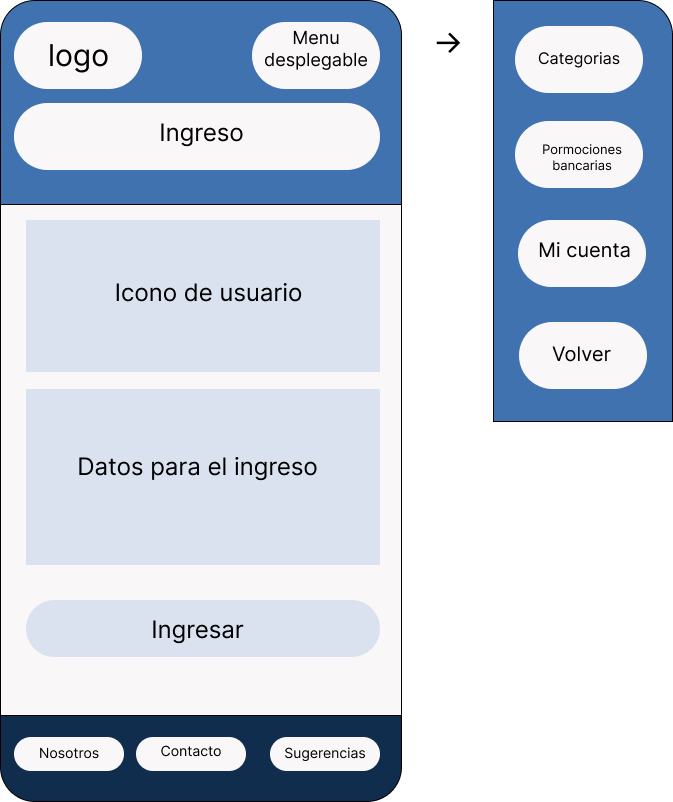 logo
Menu
desplegable
→
Ingreso
Icono de usuario
Datos para el ingreso
Ingresar
Nosotros
Contacto
Sugerencias
Categorias
Pormociones
bancarias
Mi cuenta
Volver